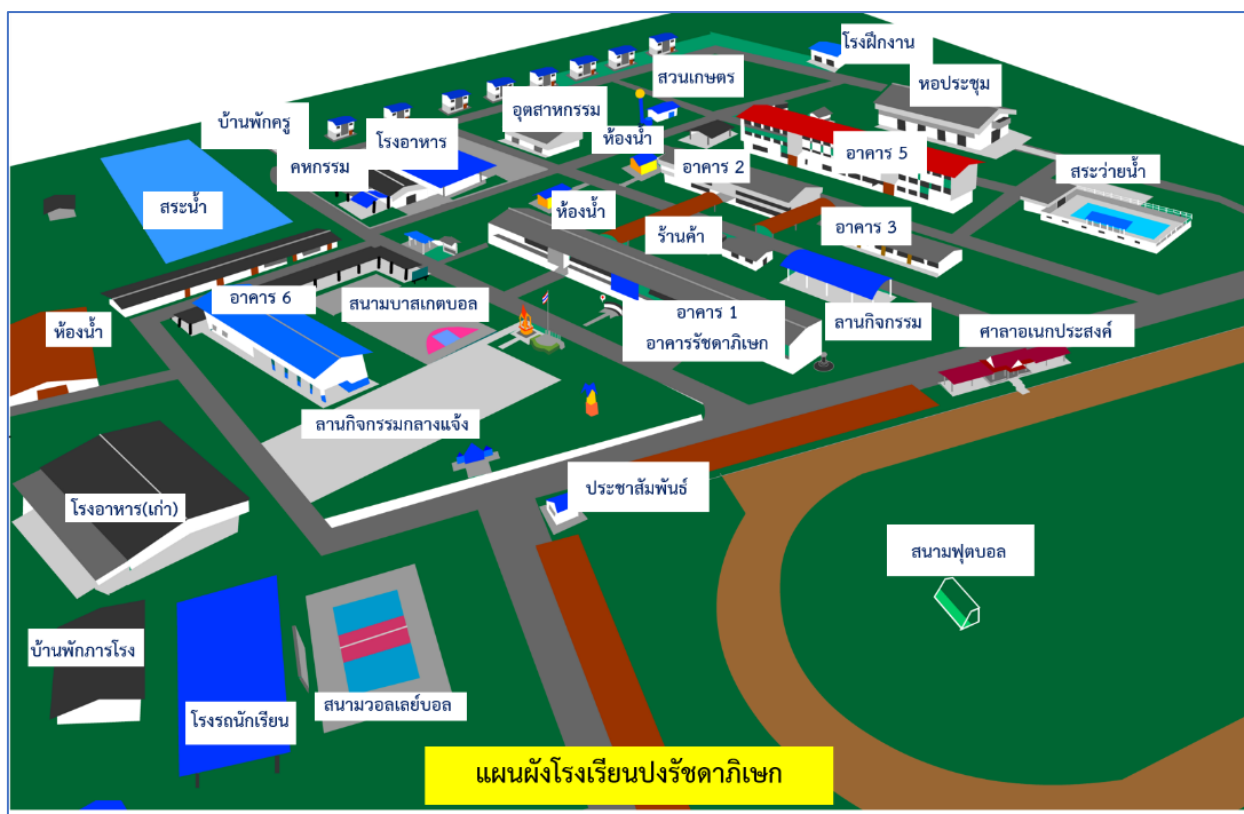 โรงฝึกงาน
สวนเกษตร
หอประชุม
อุตสาหกรรม
บ้านพักครู
ห้องน้ำ
โรงอาหาร
อาคาร 5
คหกรรม
อาคาร 2
สระว่ายน้ำ
สระน้ำ
ห้องน้ำ
ร้านค้า
อาคาร 3
อาคาร 6
สนามบาสเกตบอล
ห้องน้ำ
อาคาร 1
อาคารรัชดาภิเษก
ลานกิจกรรม
ศาลาอเนกประสงค์
ลานกิจกรรมกลางแจ้ง
ประชาสัมพันธ์
โรงอาหาร(เก่า)
สนามฟุตบอล
บ้านพักภารโรง
สนามวอลเลย์บอล
โรงรถนักเรียน
แผนผังโรงเรียนปงรัชดาภิเษก